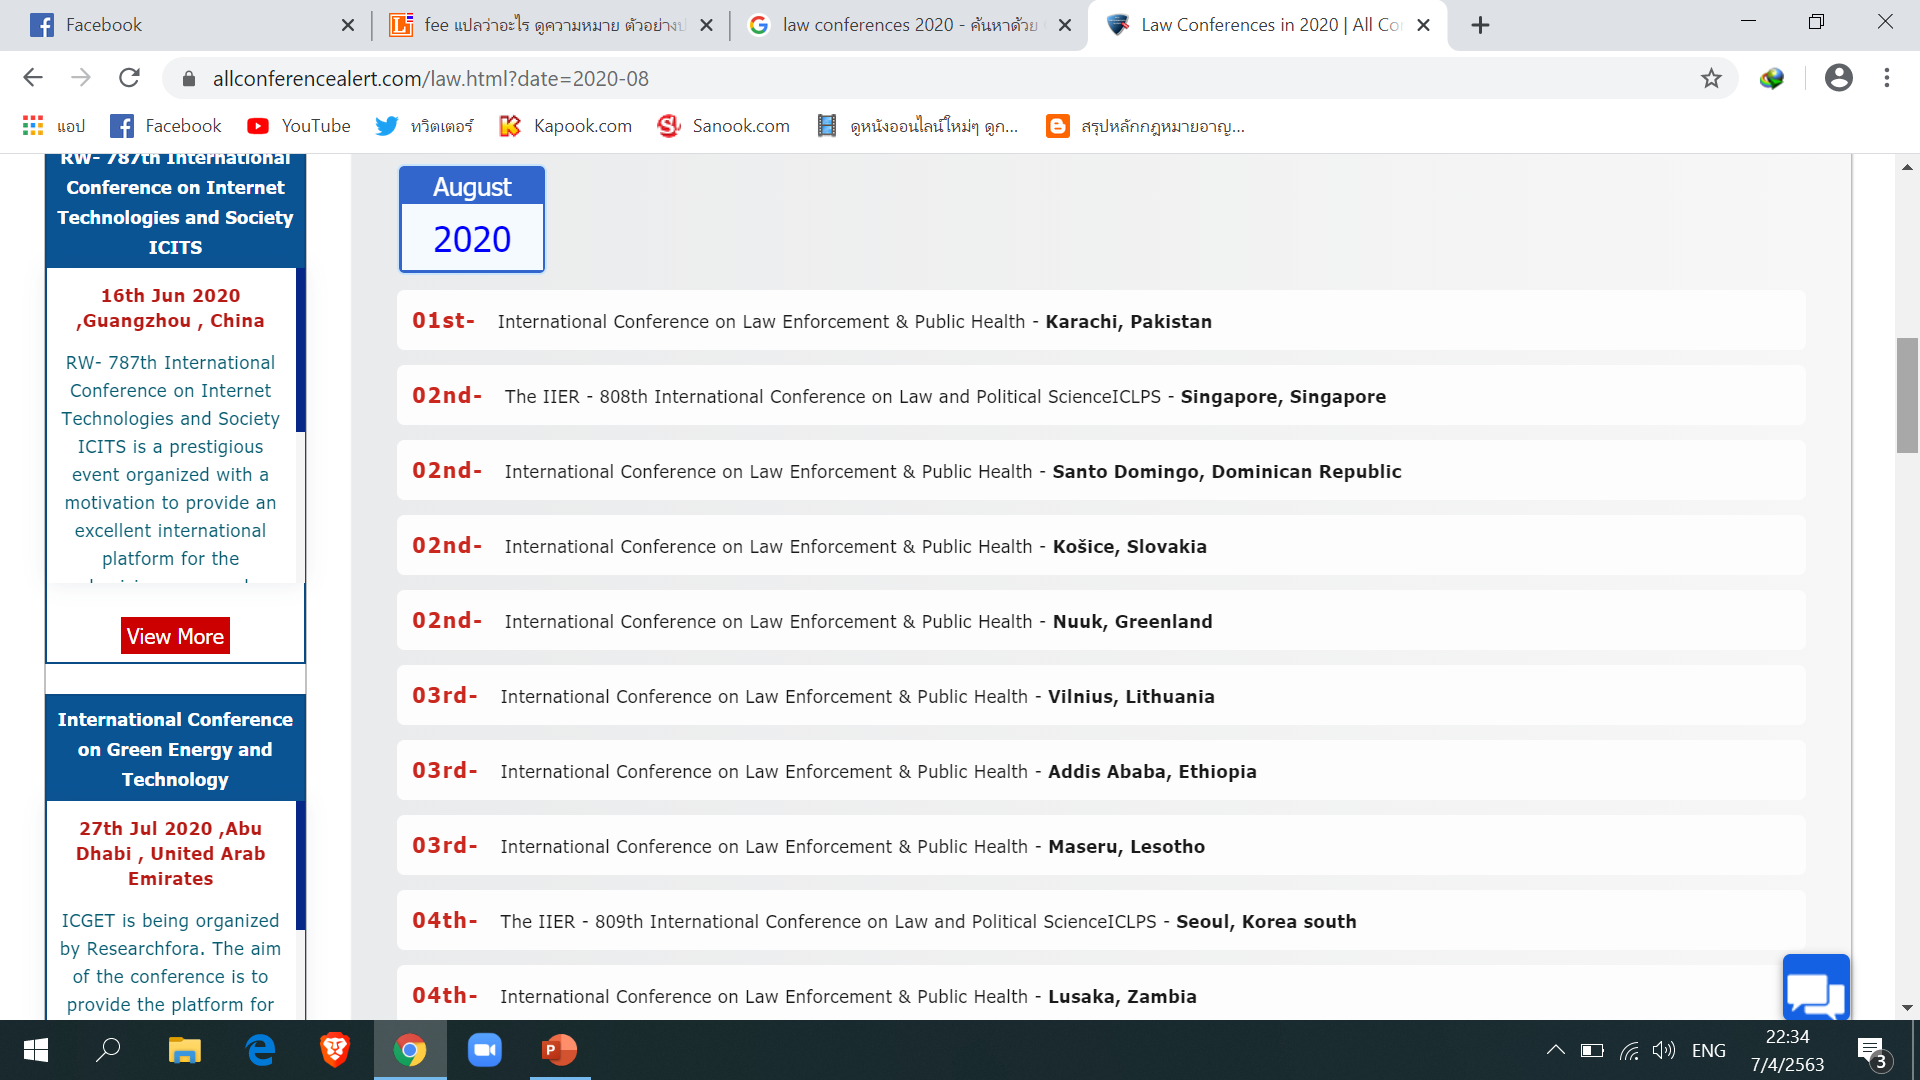 Facebook
fee แปลว่าอะไร ดูความหมาย ตัวอย่างป
law conferences 2020 - ค้นหาด้วย
Law Conferences in 2020 | All Co
allconferencealert.com/law.html?date=2020-08
แอป
Facebook
YouTube
ทวิตเตอร์
Kapook.com
Sanook.com
ดูหนังออนไลน์ใหม่ๆ ดูก...
สรุปหลักกฎหมายอาญ...
RW- 787th International
Conference on Internet
Technologies and Society
ICITS
16th Jun 2020
,Guangzhou , China
RW- 787th International
Conference on Internet
Technologies and Society
ICITS is a prestigious
event organized with a
motivation to provide an
excellent international
platform for the
View More
International Conference
on Green Energy and
Technology
27th Jul 2020 ,Abu
Dhabi , United Arab
Emirates
ICGET is being organized
by Researchfora. The aim
of the conference is to
provide the platform for
August
2020
01st- International Conference on Law Enforcement & Public Health - Karachi, Pakistan
02nd- The IIER - 808th International Conference on Law and Political ScienceICLPS - Singapore, Singapore
02nd- International Conference on Law Enforcement & Public Health - Santo Domingo, Dominican Republic
02nd- International Conference on Law Enforcement & Public Health - Košice, Slovakia
02nd- International Conference on Law Enforcement & Public Health - Nuuk, Greenland
03rd- International Conference on Law Enforcement & Public Health - Vilnius, Lithuania
03rd- International Conference on Law Enforcement & Public Health - Addis Ababa, Ethiopia
03rd- International Conference on Law Enforcement & Public Health - Maseru, Lesotho
04th- The IIER - 809th International Conference on Law and Political ScienceICLPS - Seoul, Korea south
04th- International Conference on Law Enforcement & Public Health - Lusaka, Zambia
ENG
22:34
7/4/2563
3